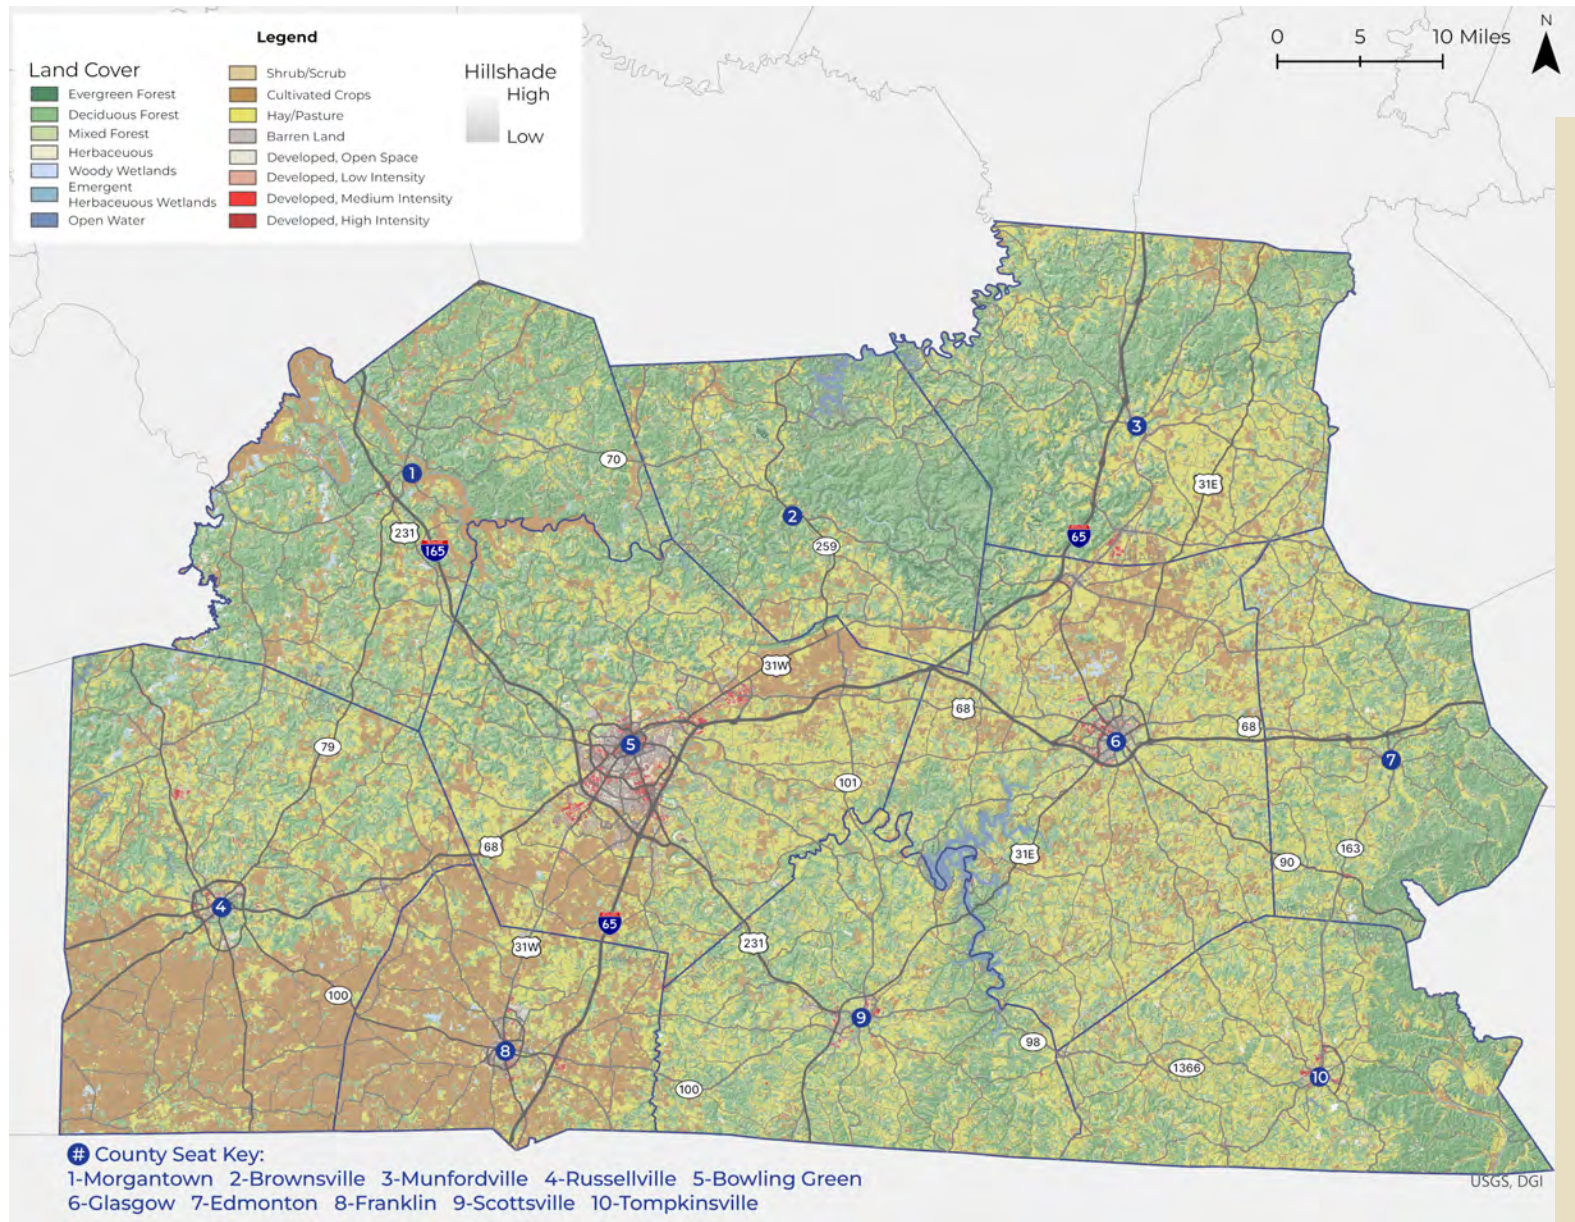 Legend
Land Cover
Evergreen Forest
Deciduous Forest
Mixed Forest
Herbaceuous
Woody Wetlands
Emergent
Herbaceuous Wetlands
Open Water
Shrub/Scrub
Cultivated Crops
Hay/Pasture
Barren Land
Developed, Open Space
Developed, Low Intensity
Developed, Medium Intensity
Developed, High Intensity
Hillshade
High
Low
0 5 10 Miles
N
3
70
1
31E
2
231
165
259
65
31W
68
68
5
6
79
7
101
68
31E
163
90
4
65
231
31W
100
9
98
8
1366
10
100
# County Seat Key:
1-Morgantown 2-Brownsville 3-Munfordville 4-Russellville 5-Bowling Green
6-Glasgow 7-Edmonton 8-Franklin 9-Scottsville 10-Tompkinsville
USGS, DGI